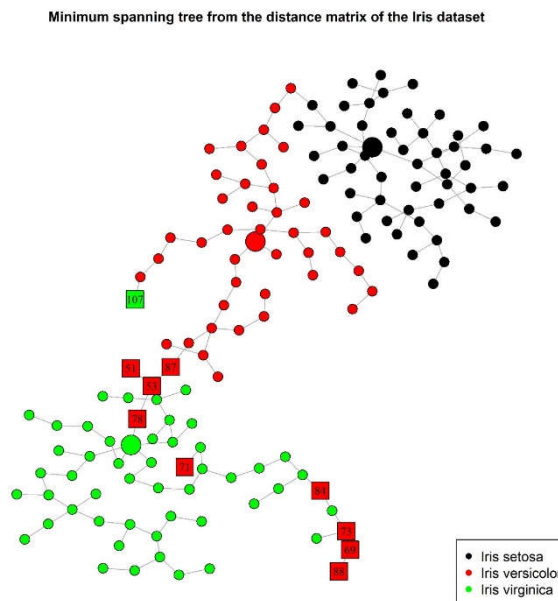 Minimum spanning tree from the distance matrix of the Iris dataset
107
51
87
53
78
71
84
73
69
88
Iris setosa
Iris versicolor
Iris virginica